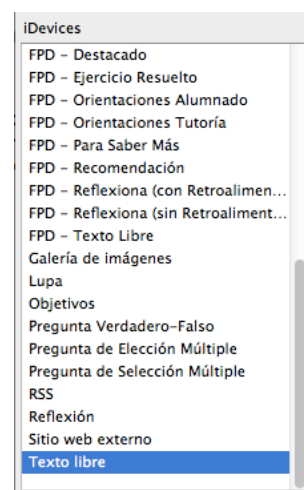 iDevices
FPD – Destacado
FPD – Ejercicio Resuelto
FPD – Orientaciones Alumnado
FPD – Orientaciones Tutoría
FPD – Para Saber Más
FPD – Recomendación
FPD – Reflexiona (con Retroalimen...
FPD – Reflexiona (sin Retroaliment...
FPD – Texto Libre
Galería de imágenes
Lupa
Objetivos
Pregunta Verdadero–Falso
Pregunta de Elección Múltiple
Pregunta de Selección Múltiple
RSS
Reflexión
Sitio web externo
Texto libre